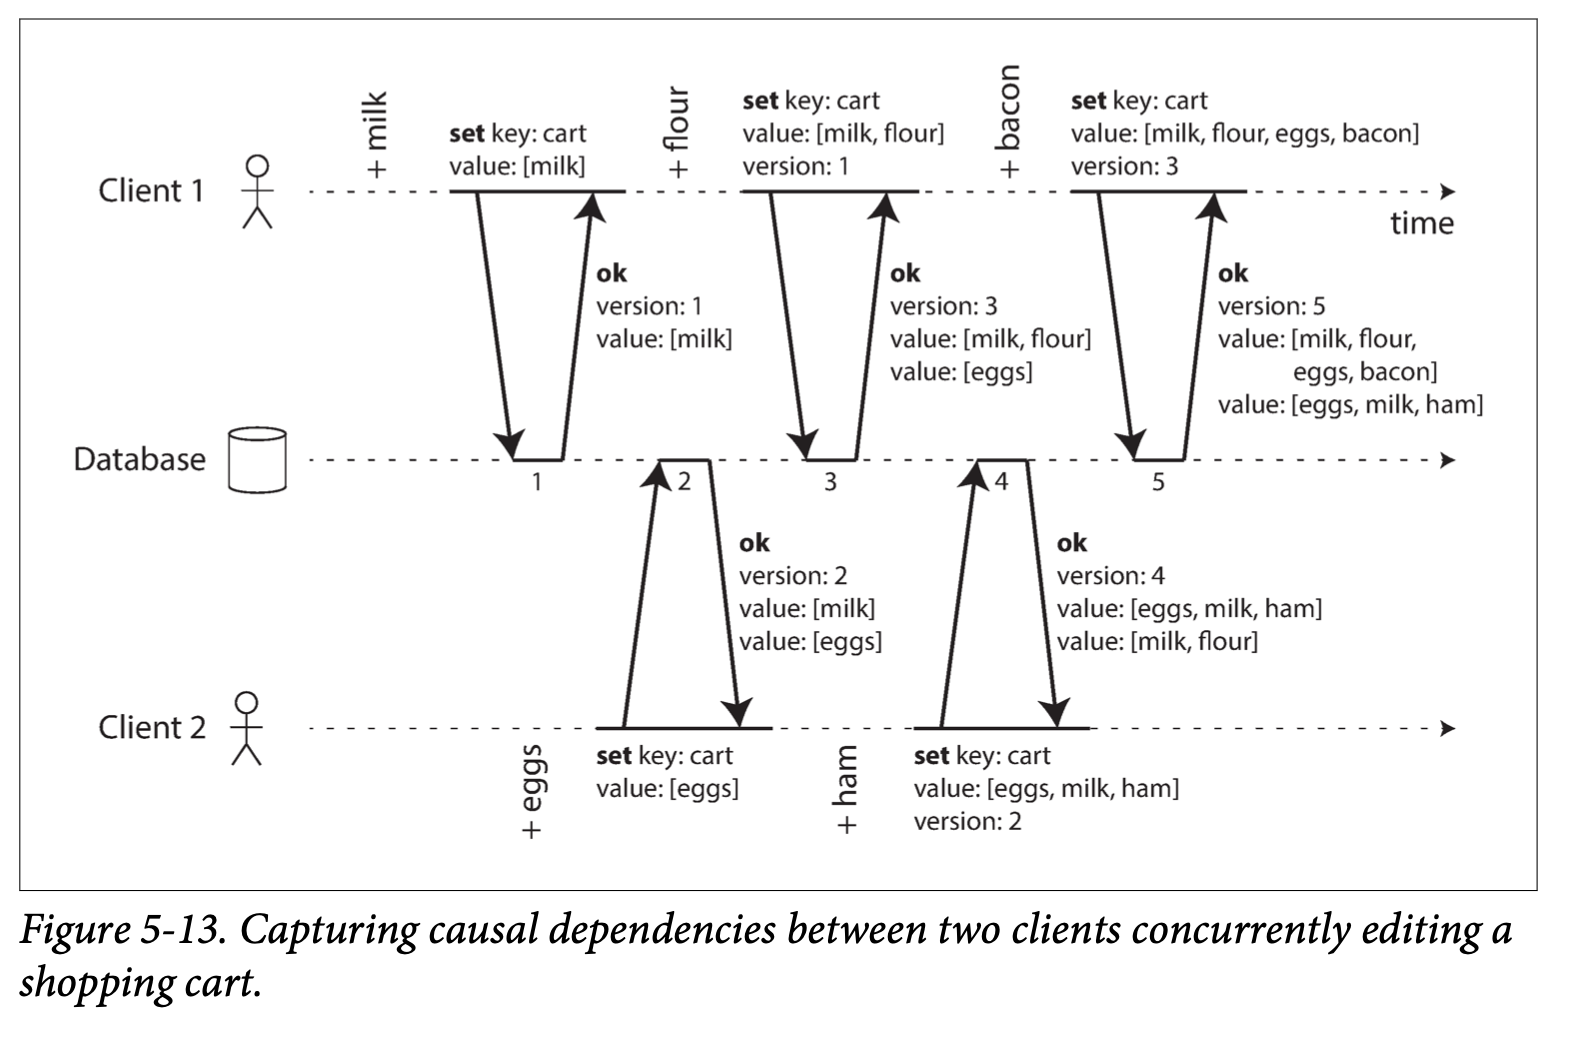 + milk
set key: cart
value: [milk]
+ flour
set key: cart
value: [milk, flour]
version: 1
+ bacon
set key: cart
value: [milk, flour, eggs, bacon]
version: 3
Client 1
time
ok
version: 1
value: [milk]
ok
version: 3
value: [milk, flour]
value: [eggs]
ok
version: 5
value: [milk, flour,
eggs, bacon]
value: [eggs, milk, ham]
Database
1
2
3
4
5
ok
version: 2
value: [milk]
value: [eggs]
ok
version: 4
value: [eggs, milk, ham]
value: [milk, flour]
Client 2
+ eggs
set key: cart
value: [eggs]
+ ham
set key: cart
value: [eggs, milk, ham]
version: 2
Figure 5-13. Capturing causal dependencies between two clients concurrently editing a
shopping cart.